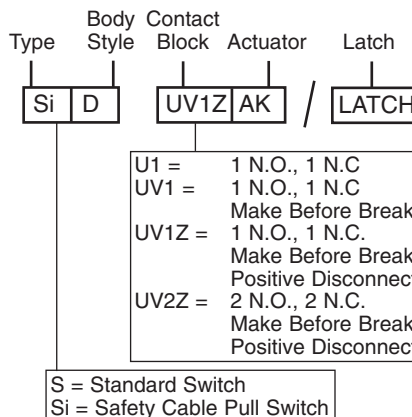 Body Contact
Type Style Block Actuator Latch
Si D UV1Z AK / LATCH
U1 = 1 N.O., 1 N.C
UV1 = 1 N.O., 1 N.C
Make Before Break
UV1Z = 1 N.O., 1 N.C.
Make Before Break
Positive Disconnect
UV2Z = 2 N.O., 2 N.C.
Make Before Break
Positive Disconnect
S = Standard Switch
Si = Safety Cable Pull Switch